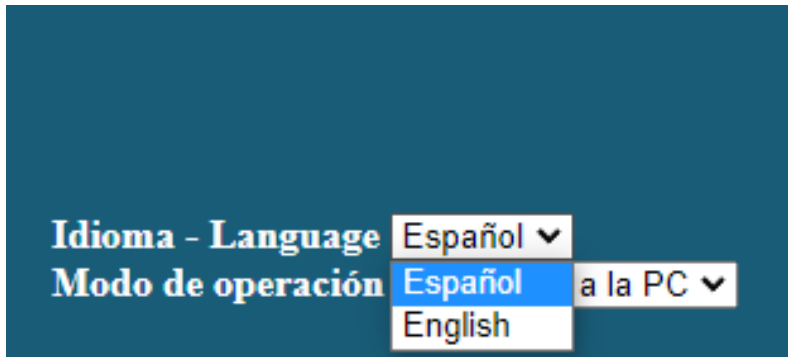 Idioma - Language Español
Modo de operación Español a la PC
English